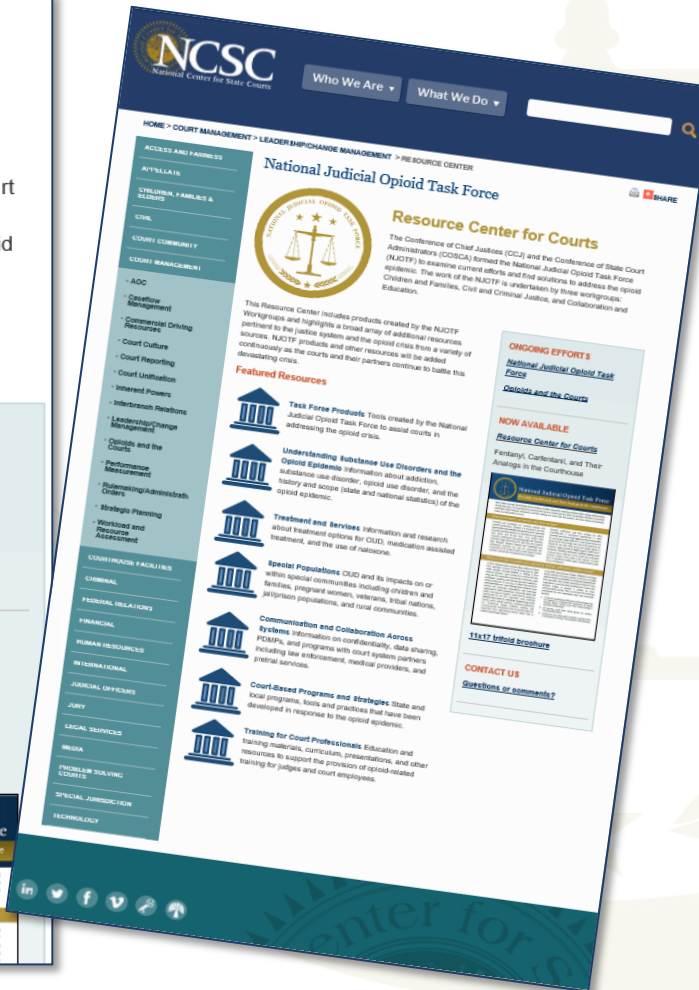 rt
id
NCSC
National Center for State Courts
Who We Are
What We Do
HOME > COURT MANAGEMENT > LEADERSHIP/CHANGE MANAGEMENT > RESOURCE CENTER
SHARE
ACCESS AND FAIRNESS
APPELLATE
CHILDREN, FAMILIES &
ELDERS
CIVIL
COURT COMMUNITY
COURT MANAGEMENT
- AOC
- Caseflow
Management
- Commercial Driving
Resources
- Court Culture
- Court Reporting
- Court Unification
- Inherent Powers
- Interbranch Relations
- Leadership/Change
Management
- Opioids and the
Courts
- Performance
Measurement
- Rulemaking/Administrativ
Orders
- Strategic Planning
- Workload and
Resource
Assessment
COURTHOUSE FACILITIES
CRIMINAL
FEDERAL RELATIONS
FINANCIAL
HUMAN RESOURCES
INTERNATIONAL
JUDICIAL OFFICERS
JURY
LEGAL SERVICES
MEDIA
PROBLEM SOLVING
COURTS
SPECIAL JURISDICTION
TECHNOLOGY
National Judicial Opioid Task Force
NATIONAL JUDICIAL OPIOID TASK FORCE
Resource Center for Courts
The Conference of Chief Justices (CCJ) and the Conference of State Court
Administrators (COSCA) formed the National Judicial Opioid Task Force
(NJOTF) to examine current efforts and find solutions to address the opioid
epidemic. The work of the NJOTF is undertaken by three workgroups:
Children and Families, Civil and Criminal Justice, and Collaboration and
Education.
This Resource Center includes products created by the NJOTF
Workgroups and highlights a broad array of additional resources
pertinent to the justice system and the opioid crisis from a variety of
sources. NJOTF products and other resources will be added
continuously as the courts and their partners continue to battle this
devastating crisis.
Featured Resources
Task Force Products Tools created by the National
Judicial Opioid Task Force to assist courts in
addressing the opioid crisis.
Understanding Substance Use Disorders and the
Opioid Epidemic Information about addiction,
substance use disorder, opioid use disorder, and the
history and scope (state and national statistics) of the
opioid epidemic.
Treatment and Services Information and research
about treatment options for OUD, medication assisted
treatment, and the use of naloxone.
Special Populations OUD and its impacts on or
within special communities including children and
families, pregnant women, veterans, tribal nations,
jail/prison populations, and rural communities.
Communication and Collaboration Across
Systems Information on confidentiality, data sharing,
PDMPs, and programs with court system partners
including law enforcement, medical providers, and
pretrial services.
Court-Based Programs and Strategies State and
local programs, tools and practices that have been
developed in response to the opioid epidemic.
Training for Court Professionals Education and
training materials, curriculum, presentations, and other
resources to support the provision of opioid-related
training for judges and court employees.
ONGOING EFFORTS
National Judicial Opioid Task
Force
Opioids and the Courts
NOW AVAILABLE
Resource Center for Courts
Fentanyl, Carfentanil, and Their
Analogs in the Courthouse
National Judicial Opioid Task Force
11x17 trifold brochure
CONTACT US
Questions or comments?
enter for S